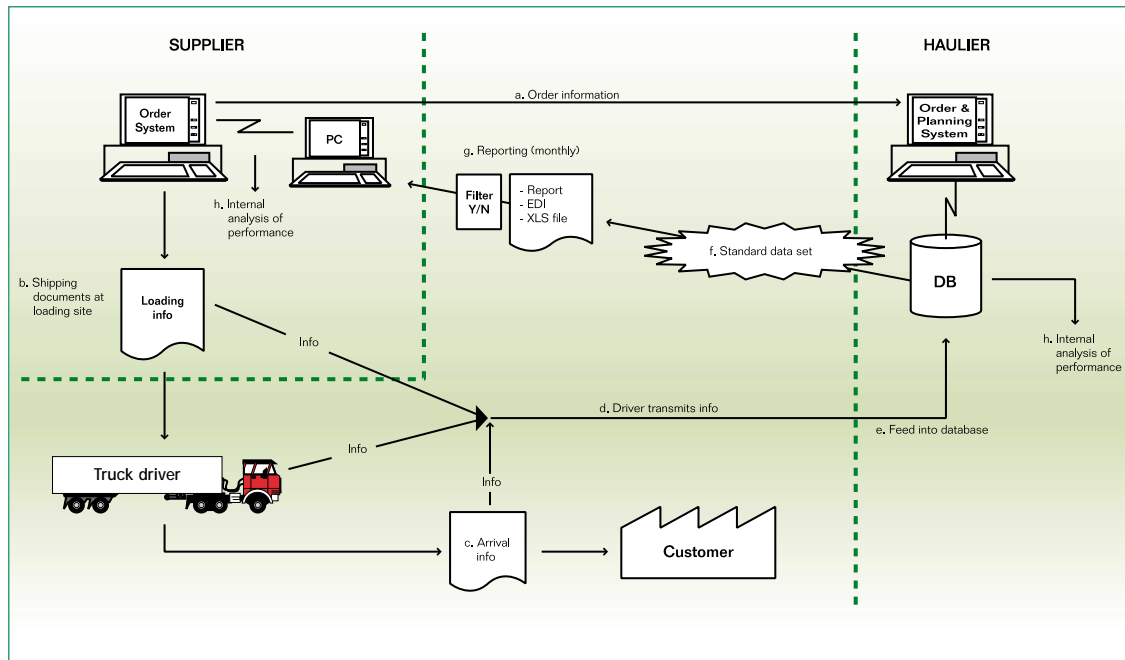 SUPPLIER
HAULIER
a. Order information
Order
System
PC
Order &
Planning
System
g. Reporting (monthly)
h. Internal
analysis of
performance
Filter
Y/N
- Report
- EDI
- XLS file
f. Standard data set
DB
b. Shipping
documents at
loading site
Loading
info
Info
h. Internal
analysis of
performance
d. Driver transmits info
e. Feed into database
Info
Truck driver
Info
c. Arrival
info
Customer